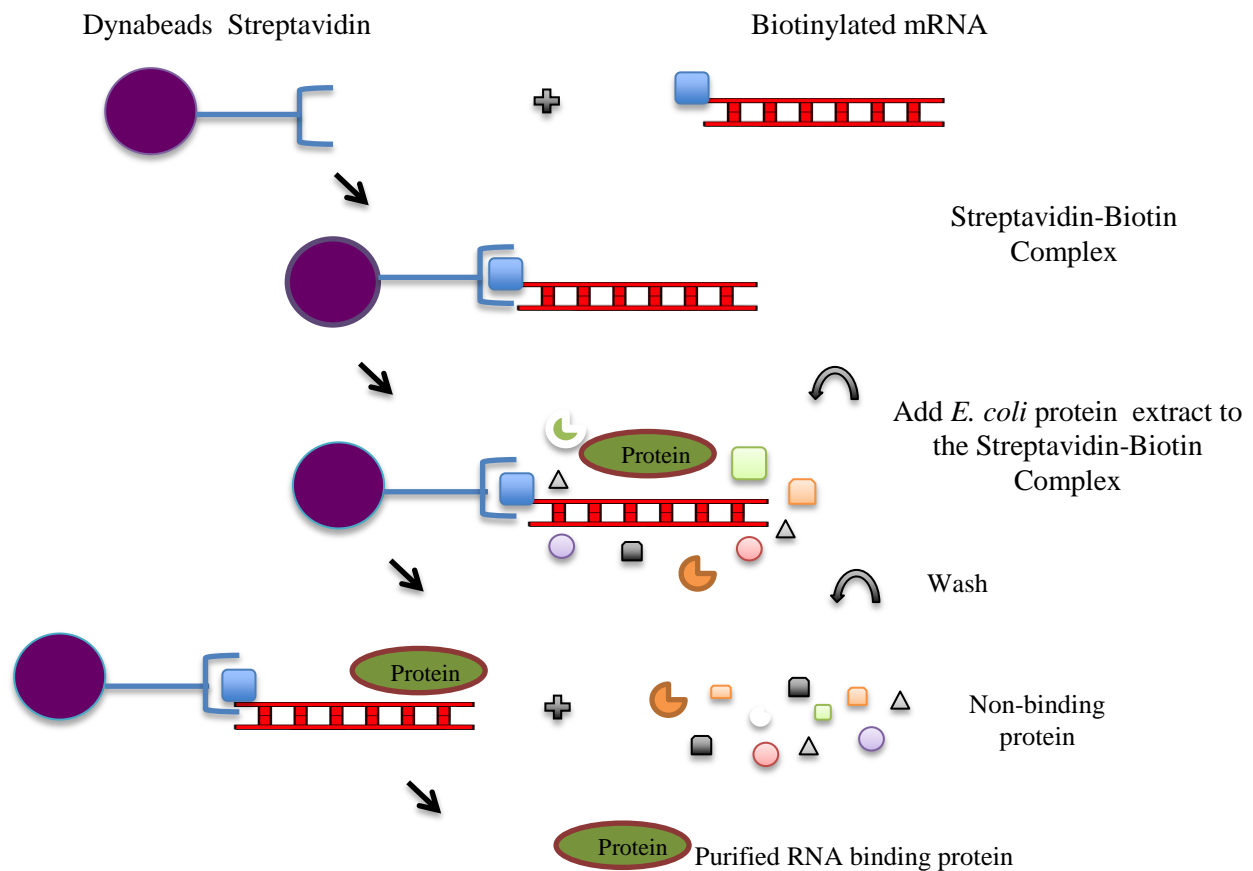 Dynabeads Streptavidin
Biotinylated mRNA
Streptavidin-Biotin
Complex
Add E. coli protein extract to
the Streptavidin-Biotin
Complex
Protein
Wash
Protein
Non-binding
protein
Protein
Purified RNA binding protein